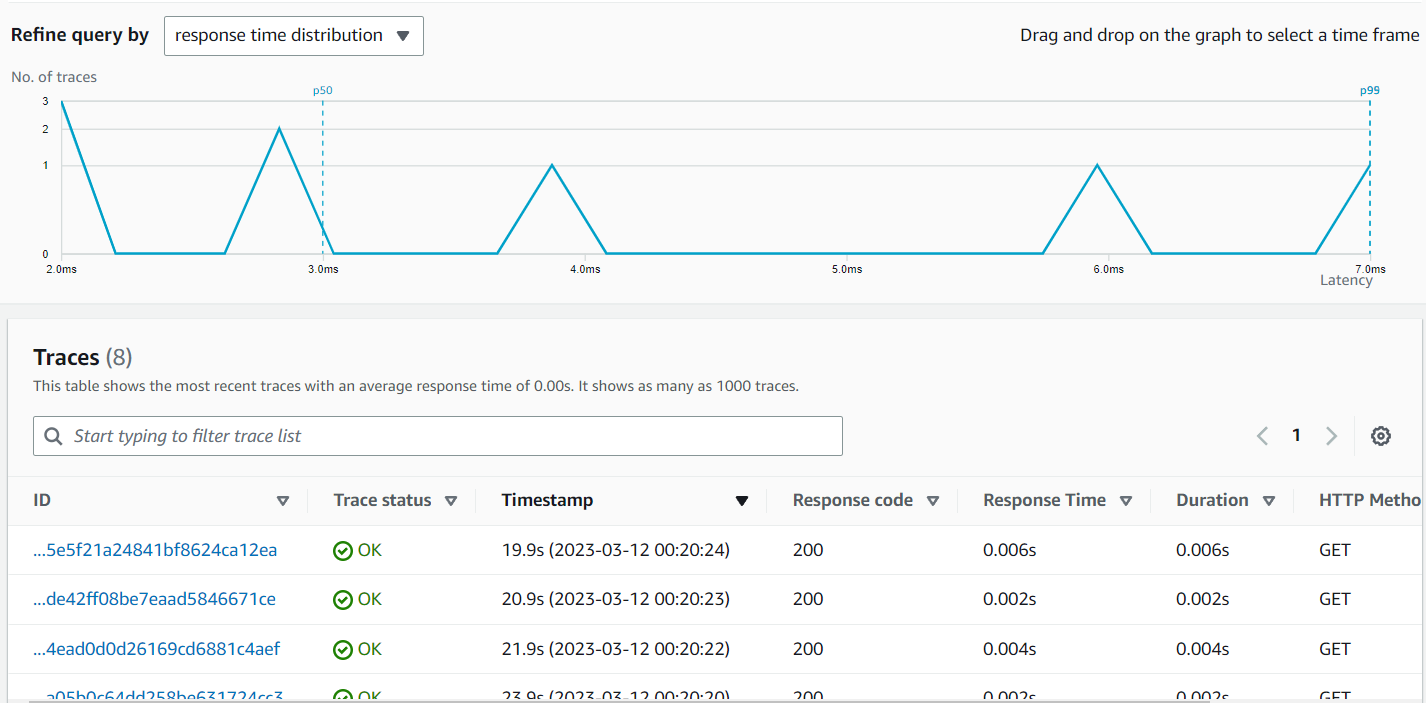 Refine query by response time distribution Drag and drop on the graph to select a time frame
No. of traces
p50 p99
3
2
1
0
2.0ms 3.0ms 4.0ms 5.0ms 6.0ms 7.0ms
Latency
Traces (8)
This table shows the most recent traces with an average response time of 0.00s. It shows as many as 1000 traces.
Start typing to filter trace list 1
ID Trace status Timestamp Response code Response Time Duration HTTP Metho
...5e5f21a24841bf8624ca12ea OK 19.9s (2023-03-12 00:20:24) 200 0.006s 0.006s GET
...de42ff08be7eaad5846671ce OK 20.9s (2023-03-12 00:20:23) 200 0.002s 0.002s GET
...4ead0d0d26169cd6881c4aef OK 21.9s (2023-03-12 00:20:22) 200 0.004s 0.004s GET
...a05b0c64dd258be631724cc3 OK 23.9s (2023-03-12 00:20:20) 200 0.002s 0.002s GET